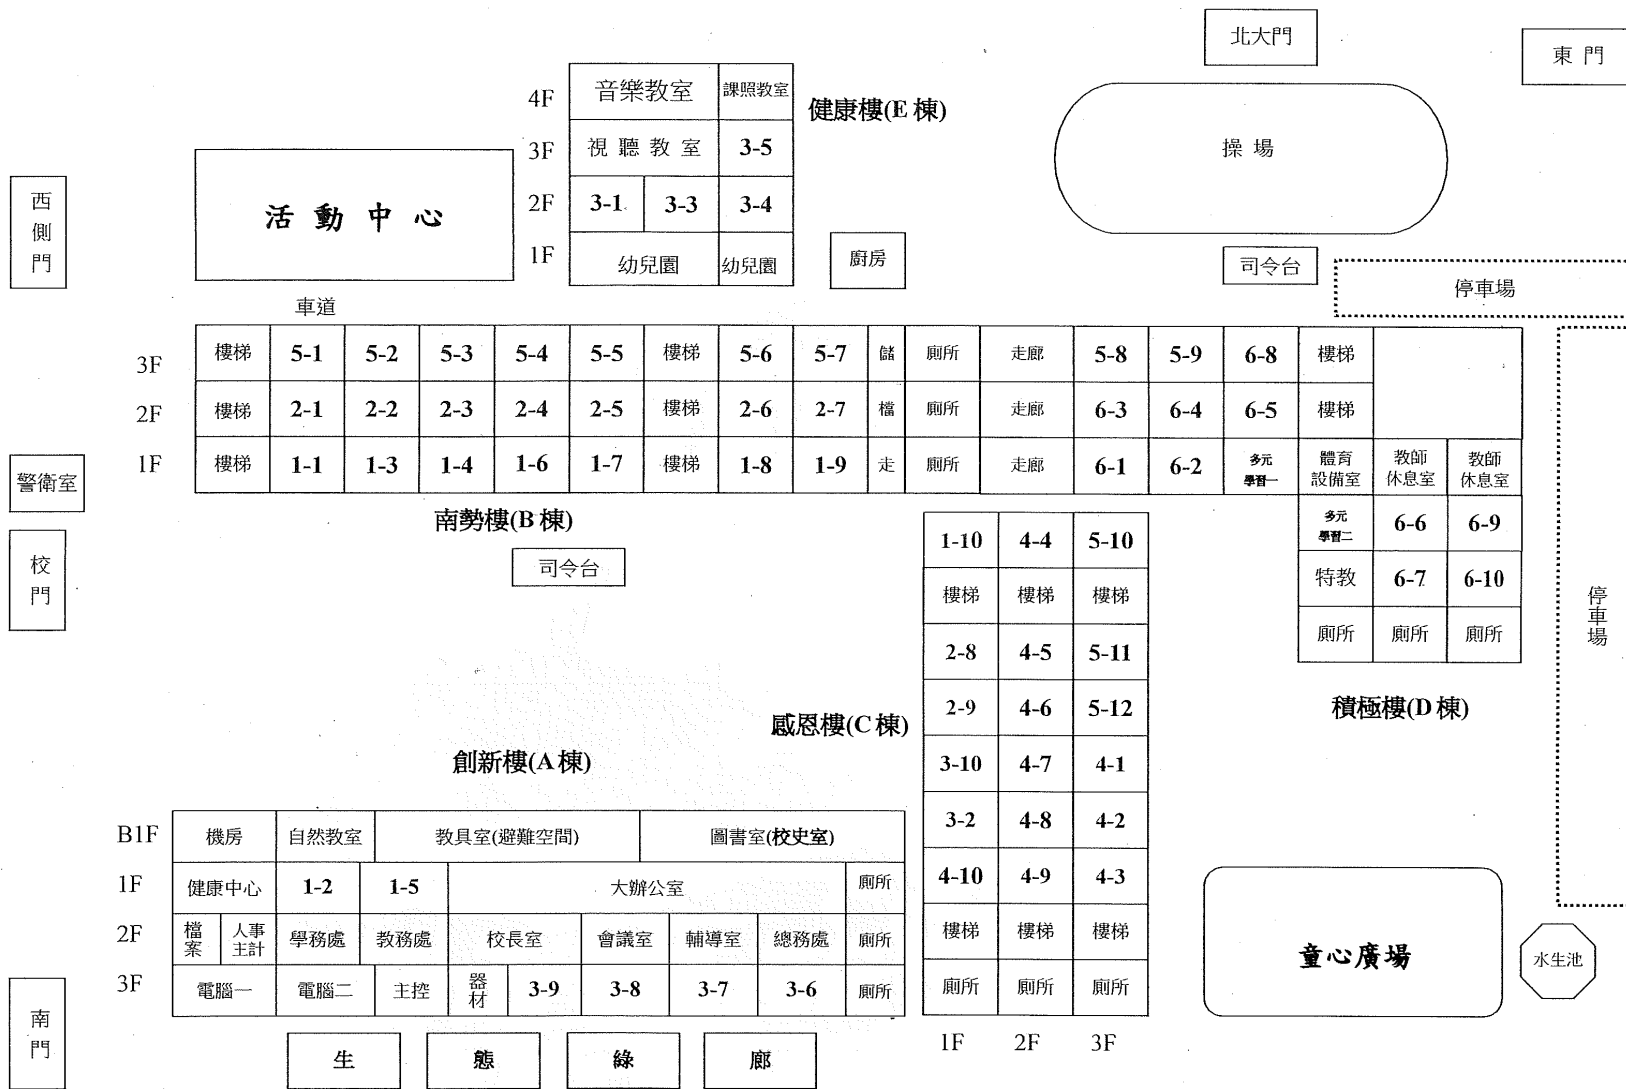 北大門
東 門
4F 音樂教室 課照教室
健康樓(E 棟)
3F 視 聽 教 室 3-5
操 場
西側門
活 動 中 心
2F 3-1 3-3 3-4
1F 幼兒園 幼兒園
廚房
司令台
停車場
車道
3F 樓梯 5-1 5-2 5-3 5-4 5-5 樓梯 5-6 5-7 儲 廁所 走廊 5-8 5-9 6-8 樓梯
2F 樓梯 2-1 2-2 2-3 2-4 2-5 樓梯 2-6 2-7 檔 廁所 走廊 6-3 6-4 6-5 樓梯
1F 樓梯 1-1 1-3 1-4 1-6 1-7 樓梯 1-8 1-9 走 廁所 走廊 6-1 6-2 多元學習一 體育設備室 教師休息室 教師休息室
警衛室
南勢樓(B 棟)
多元學習二 6-6 6-9
校門
司令台
特教 6-7 6-10
廁所 廁所 廁所
停車場
積極樓(D 棟)
1-10 4-4 5-10
樓梯 樓梯 樓梯
2-8 4-5 5-11
2-9 4-6 5-12
感恩樓(C 棟)
3-10 4-7 4-1
3-2 4-8 4-2
4-10 4-9 4-3
樓梯 樓梯 樓梯
廁所 廁所 廁所
1F 2F 3F
創新樓(A 棟)
B1F 機房 自然教室 教具室(避難空間) 圖書室(校史室)
1F 健康中心 1-2 1-5 大辦公室 廁所
2F 檔案 人事主計 學務處 教務處 校長室 會議室 輔導室 總務處 廁所
3F 電腦一 電腦二 主控 器材 3-9 3-8 3-7 3-6 廁所
童心廣場
水生池
南門
生 態 綠 廊